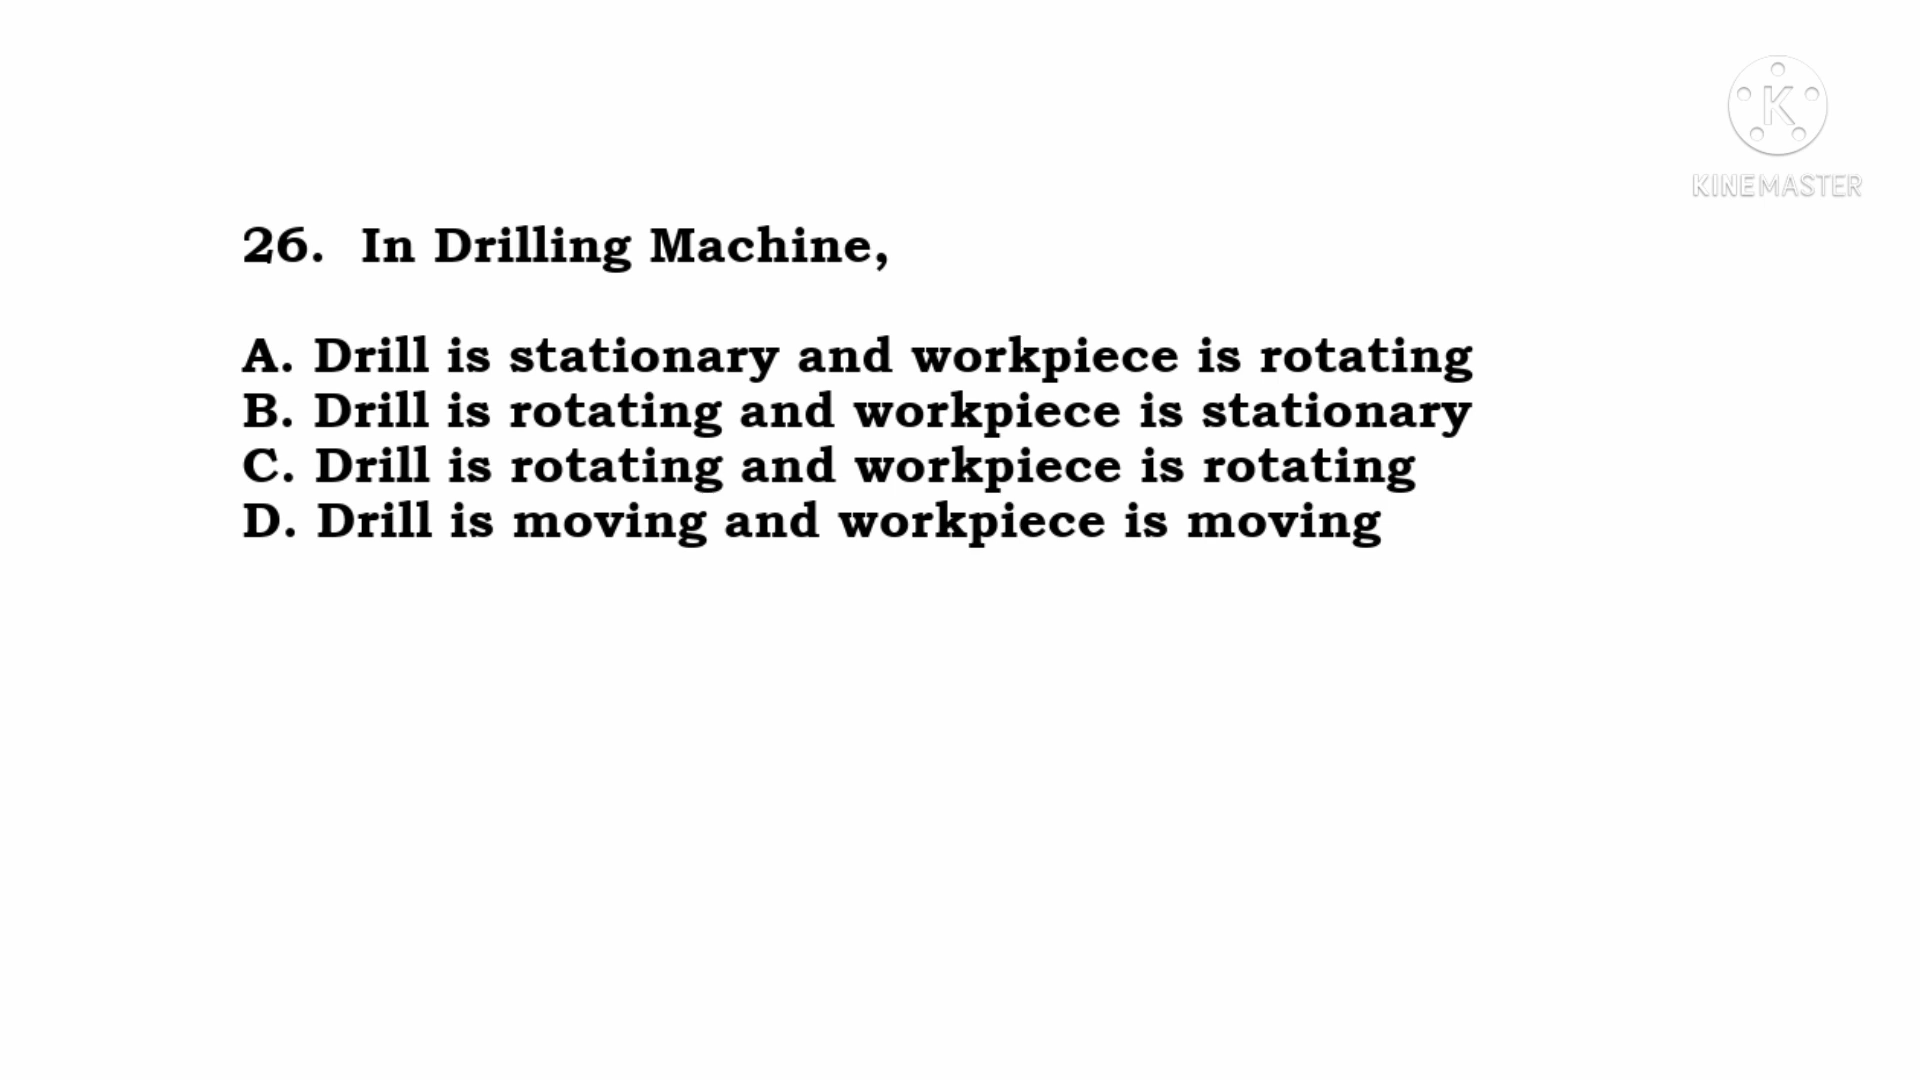 K
KINEMASTER
26. In Drilling Machine,
A. Drill is stationary and workpiece is rotating
B. Drill is rotating and workpiece is stationary
C. Drill is rotating and workpiece is rotating
D. Drill is moving and workpiece is moving